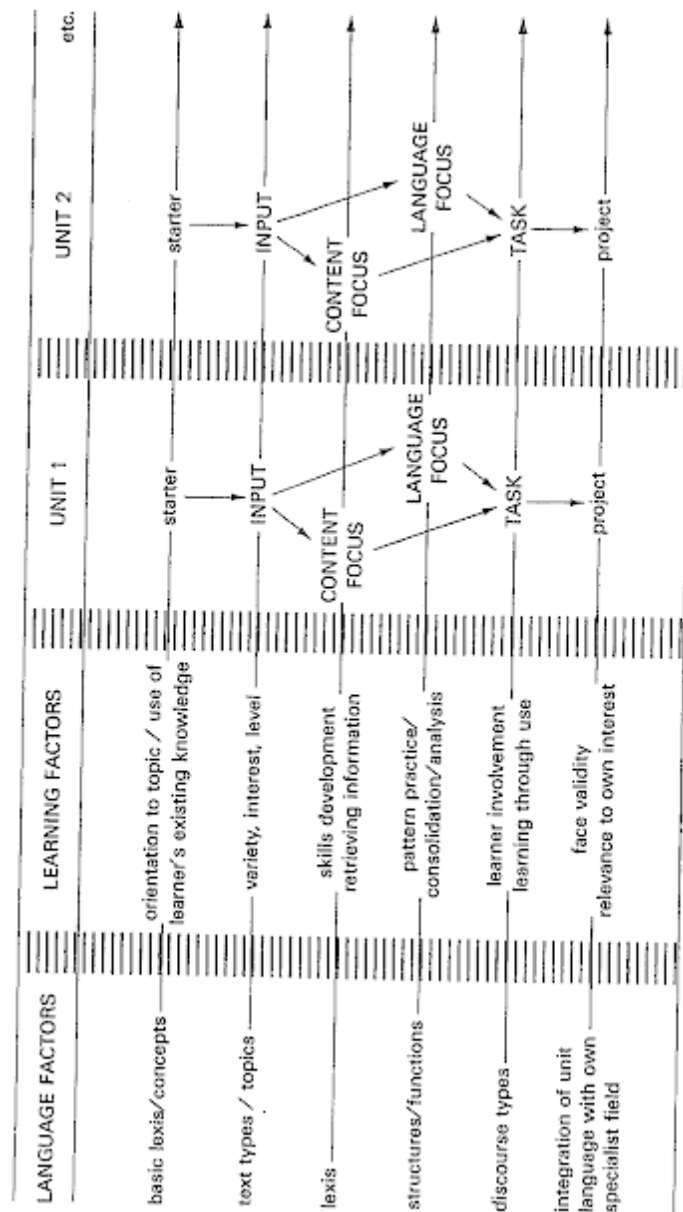 LANGUAGE FACTORS
LEARNING FACTORS
UNIT 1
UNIT 2
etc.
basic lexis/concepts
orientation to topic / use of
learner's existing knowledge
starter
starter
text types / topics
variety, interest, level
INPUT
INPUT
lexis
skills development
retrieving information
CONTENT
FOCUS
CONTENT
FOCUS
structures/functions
pattern practice/
consolidation/analysis
LANGUAGE
FOCUS
LANGUAGE
FOCUS
discourse types
learner involvement
learning through use
TASK
TASK
integration of unit
language with own
specialist field
face validity
relevance to own interest
project
project